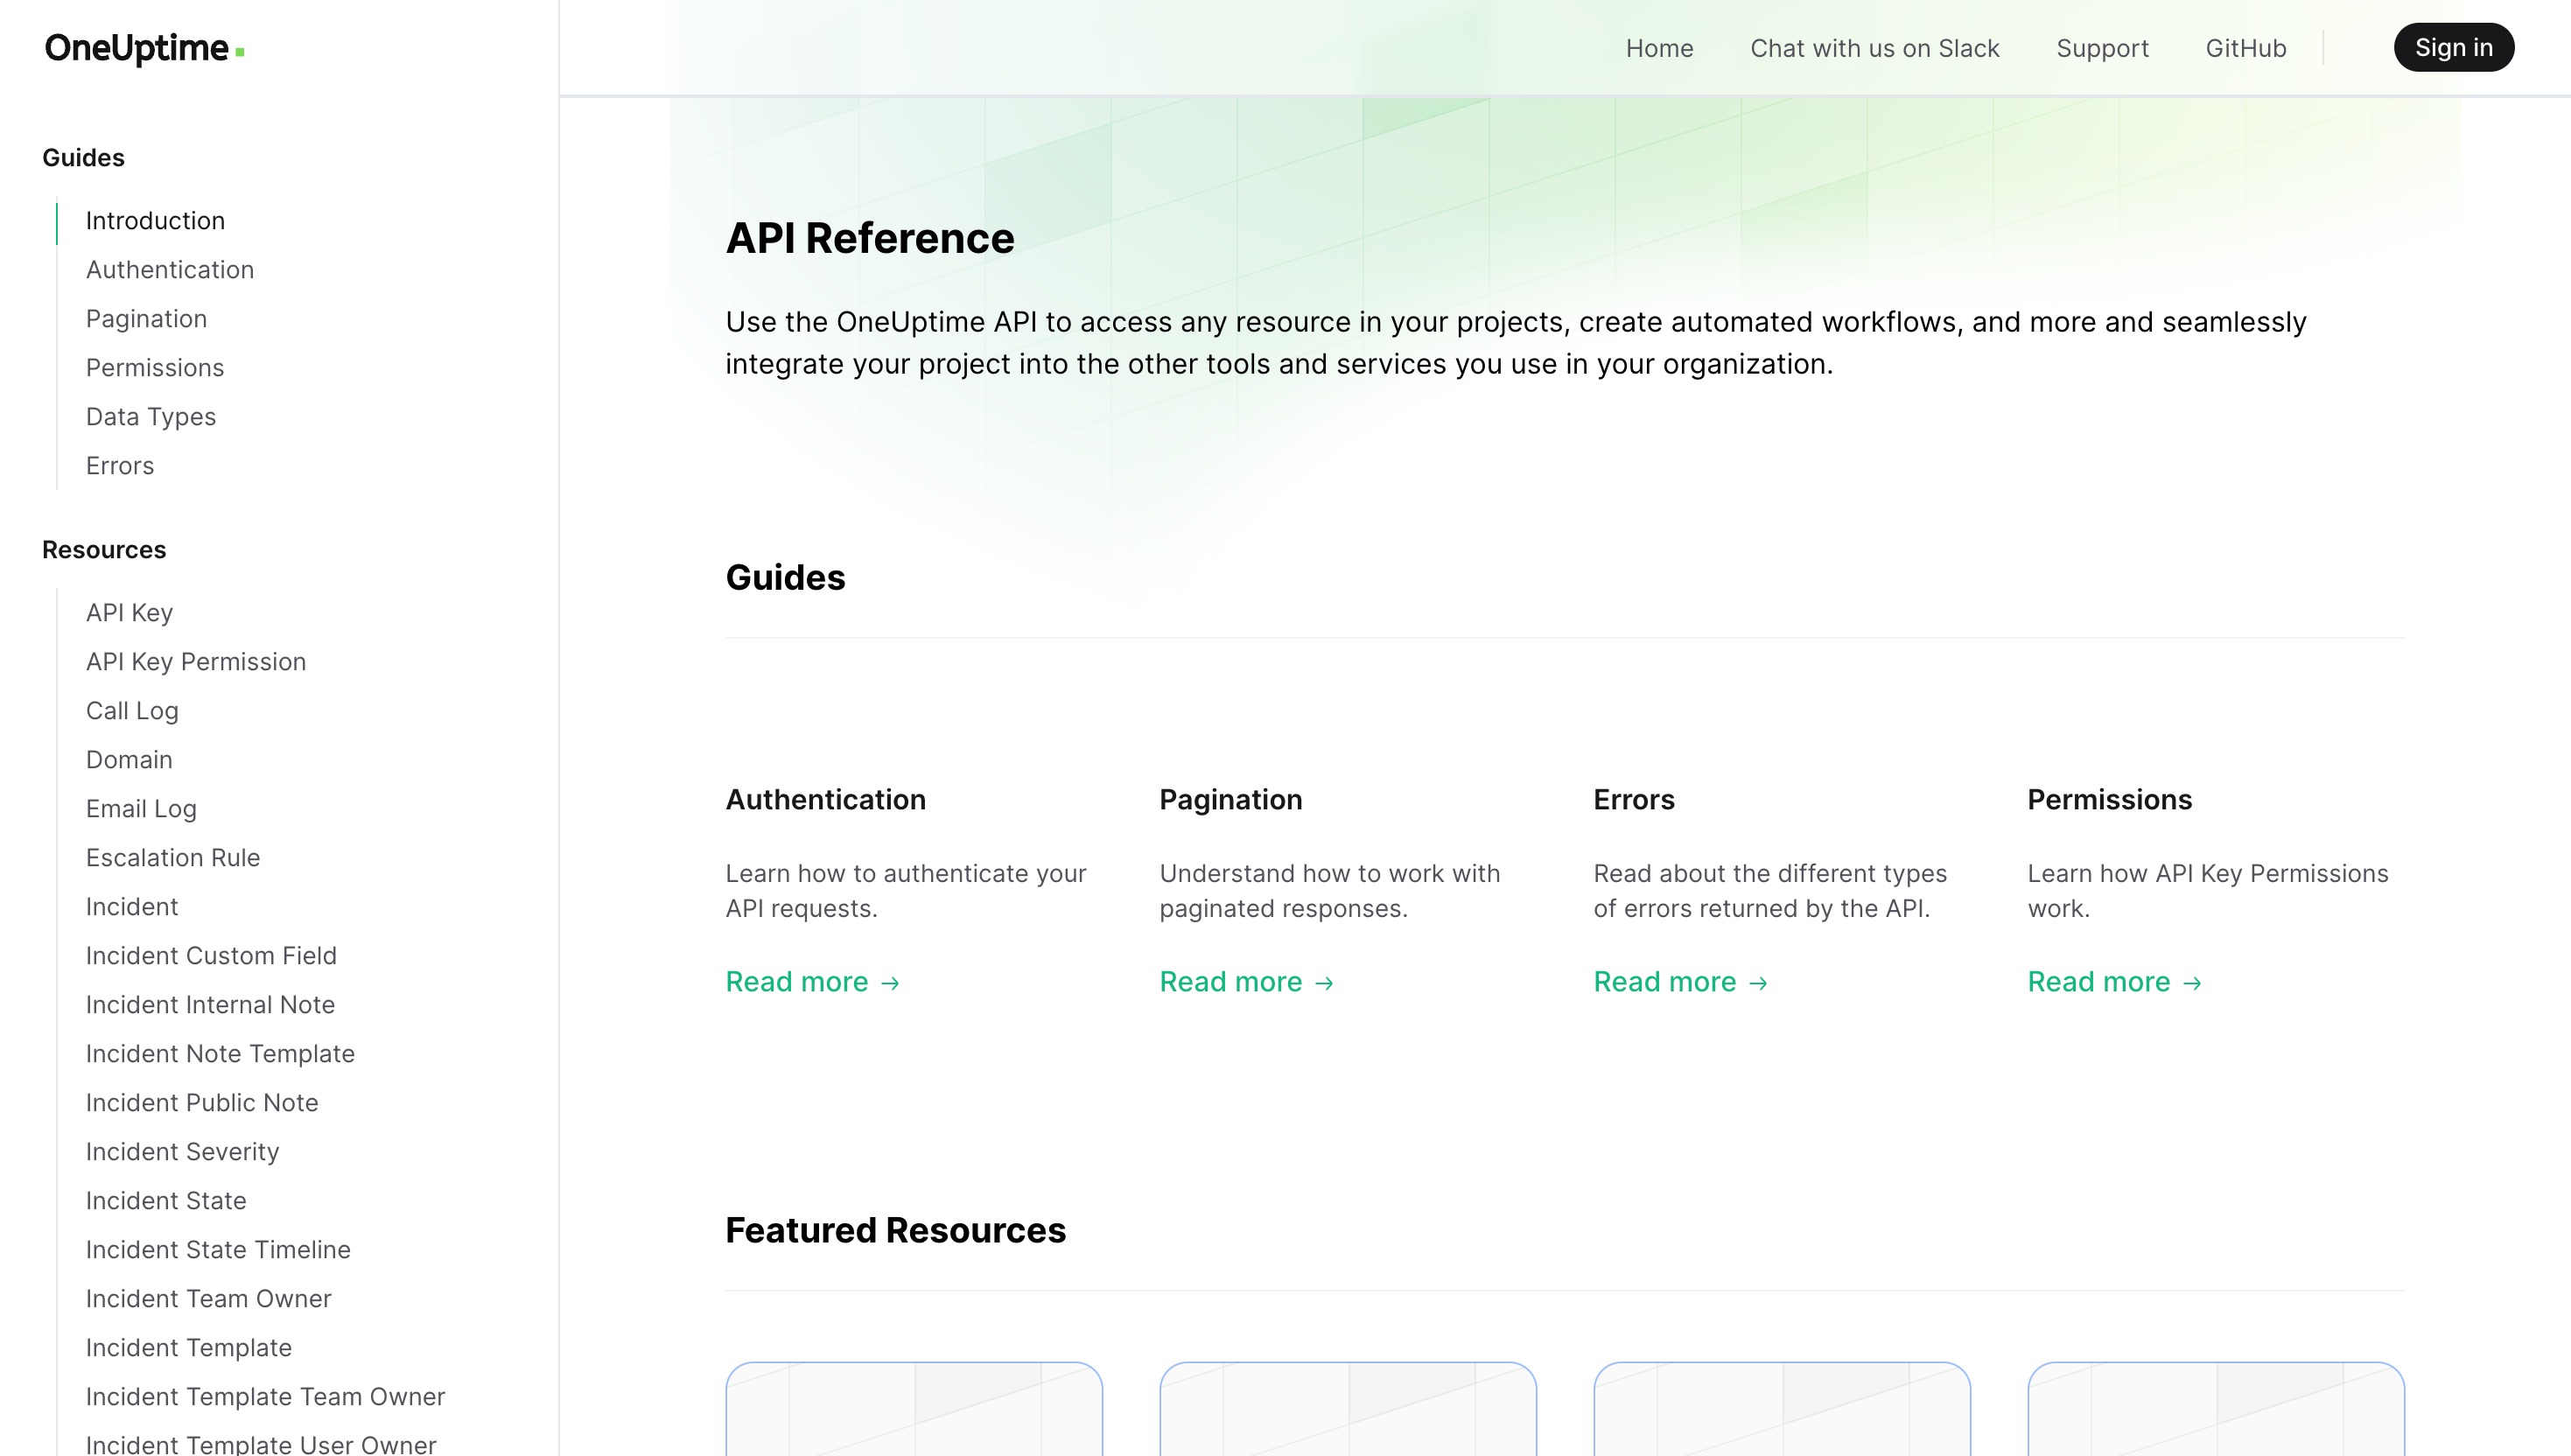 OneUptime
Home
Chat with us on Slack
Support
GitHub
Sign in
Guides
Introduction
Authentication
Pagination
Permissions
Data Types
Errors
Resources
API Key
API Key Permission
Call Log
Domain
Email Log
Escalation Rule
Incident
Incident Custom Field
Incident Internal Note
Incident Note Template
Incident Public Note
Incident Severity
Incident State
Incident State Timeline
Incident Team Owner
Incident Template
Incident Template Team Owner
Incident Template User Owner
API Reference
Use the OneUptime API to access any resource in your projects, create automated workflows, and more and seamlessly
integrate your project into the other tools and services you use in your organization.
Guides
Authentication
Learn how to authenticate your
API requests.
Read more →
Pagination
Understand how to work with
paginated responses.
Read more →
Errors
Read about the different types
of errors returned by the API.
Read more →
Permissions
Learn how API Key Permissions
work.
Read more →
Featured Resources